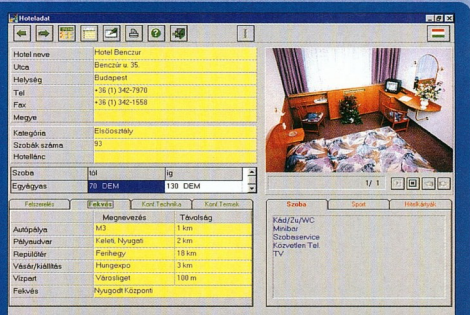 Hoteladat
Hotel neve Hotel Benczur
Utca Benczúr u. 35.
Helység Budapest
Tel +36 (1) 342-7970
Fax +36 (1) 342-1558
Megye
Kategória Elsőosztály
Szobák száma 93
Hotellánc
Szoba tól ig
Egyágyas 70 DEM 130 DEM
1/ 1
Felszerelés Fekvés Konf.Technika Konf.Termek
Szoba Sport Hitelkártyák
Megnevezés Távolság
Autópálya M3 1 km
Pályaudvar Keleti, Nyugati 2 km
Repülőtér Ferihegy 18 km
Vásár/kiállítás Hungexpo 3 km
Vízpart Városliget 100 m
Fekvés Nyugodt Központi
Kád/Zu/WC
Minibar
Szobaservice
Közvetlen Tel.
TV